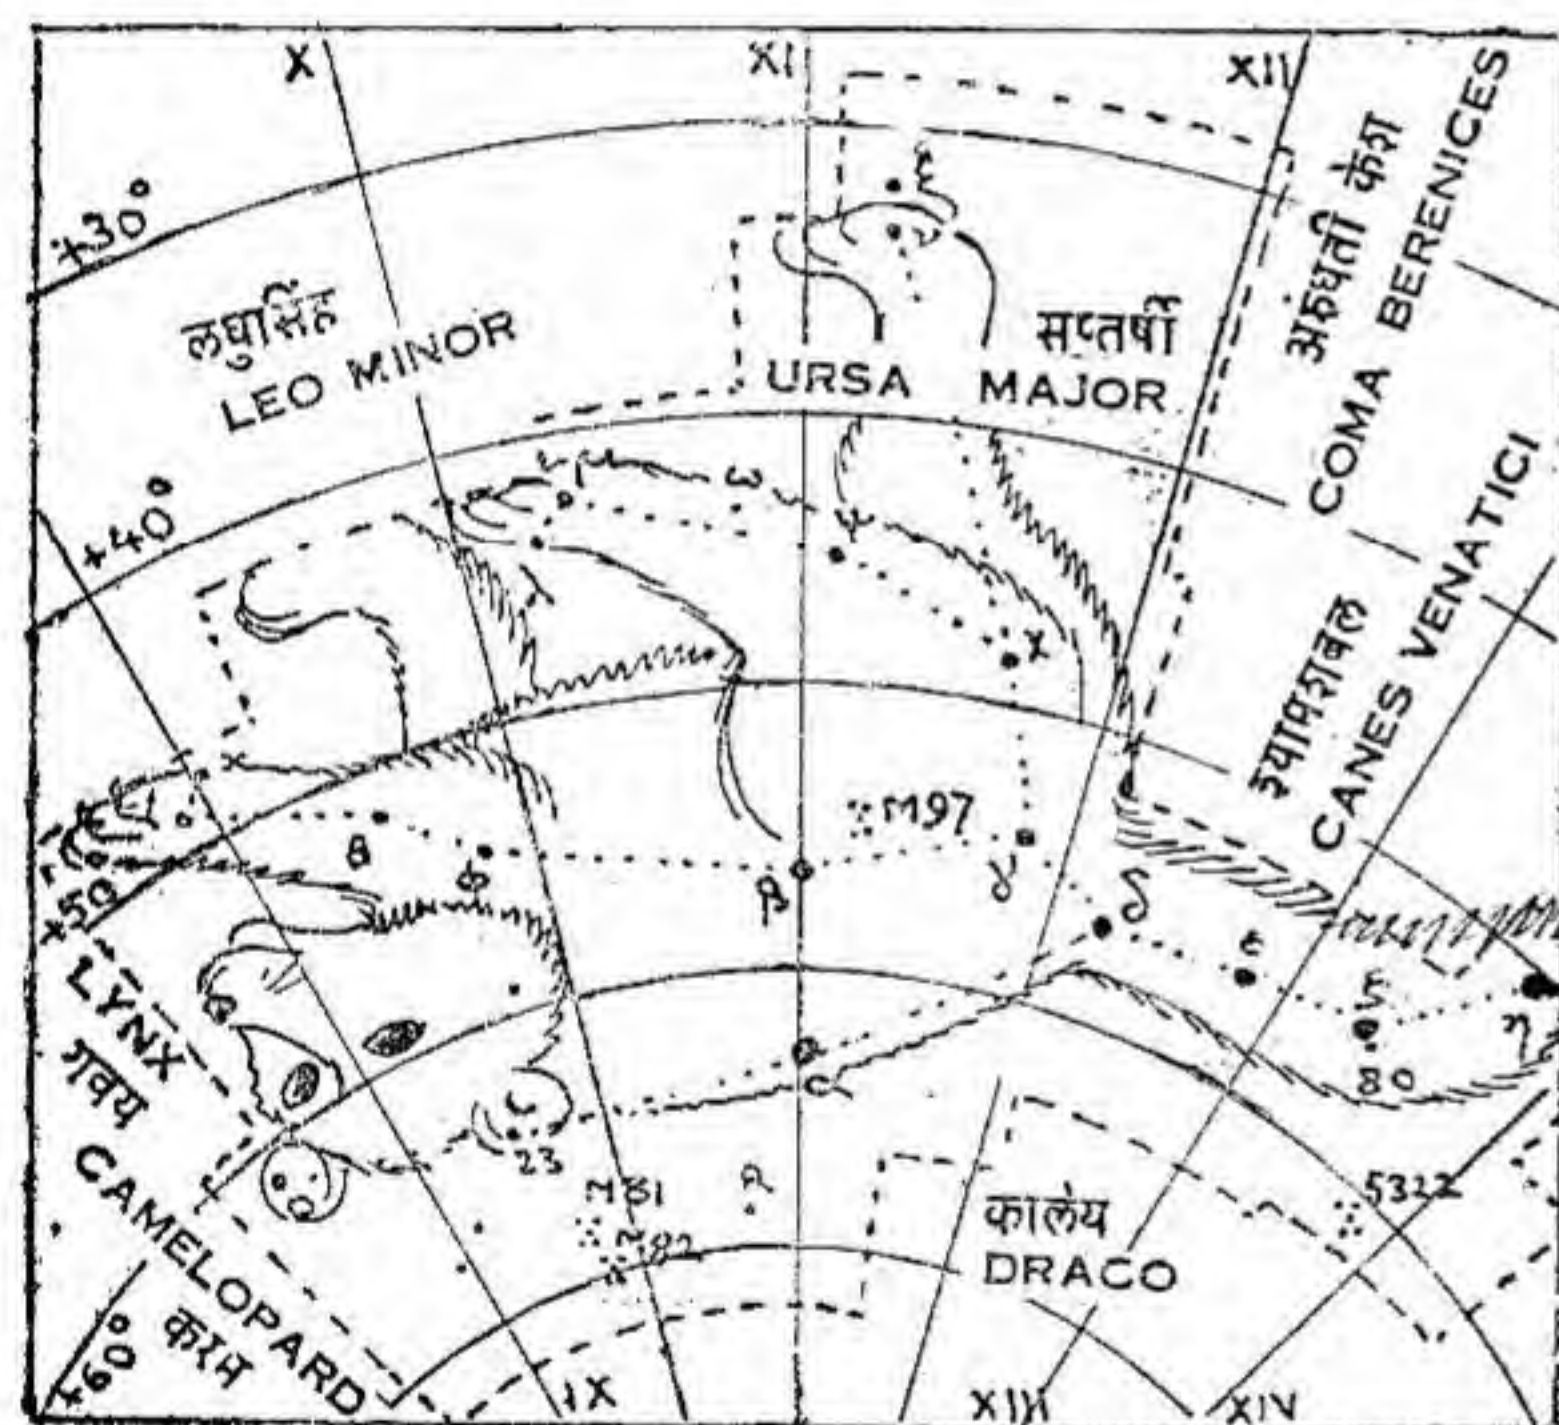 X
XI
XII
+30°
लघुसिंह
LEO MINOR
सप्तर्षी
URSA MAJOR
अरुंधती केश
COMA BERENICES
+40°
ω
ψ
χ
श्यामशबल
CANES VENATICI
M97
θ
φ
β
γ
δ
ε
ξ
η
80
+50
LYNX
गवय
α
23
M81
5322
कालेय
DRACO
CAMELOPARD
करभ
+60°
IX
XIII
XIV